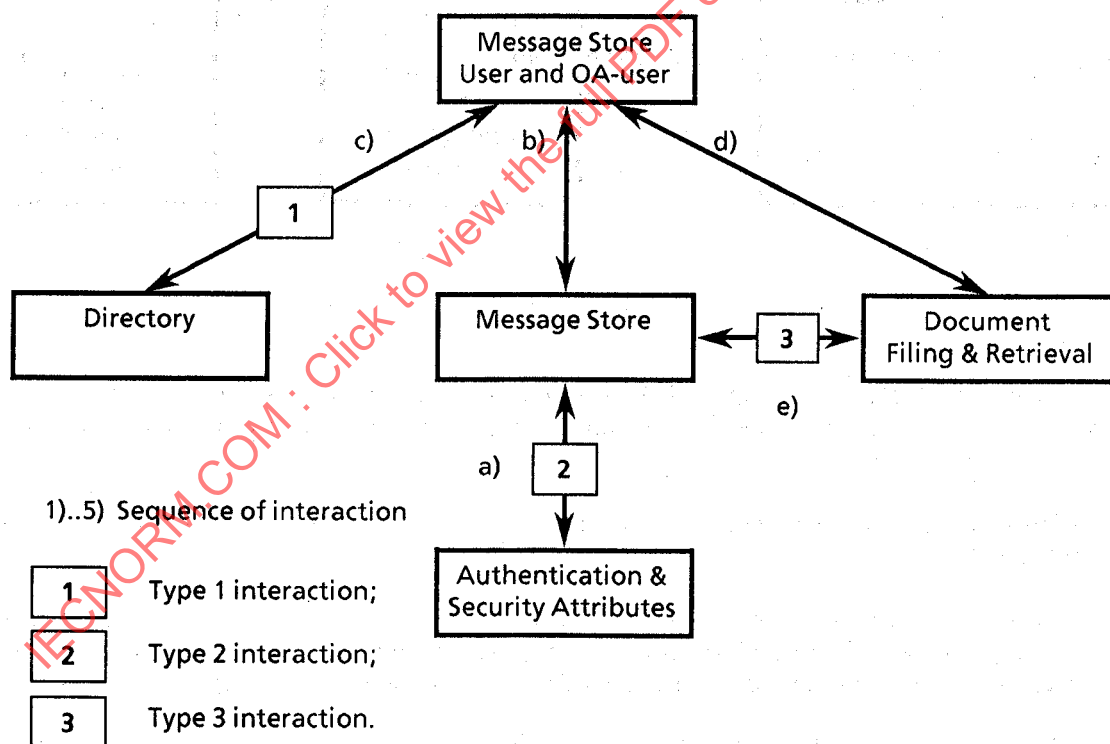 Message Store
User and OA-user
c)
b)
d)
1
Directory
Message Store
3
Document
Filing & Retrieval
e)
a)
2
1)..5) Sequence of interaction
Authentication &
Security Attributes
1 Type 1 interaction;
2 Type 2 interaction;
3 Type 3 interaction.
IECNORM.COM : Click to view the full PDF